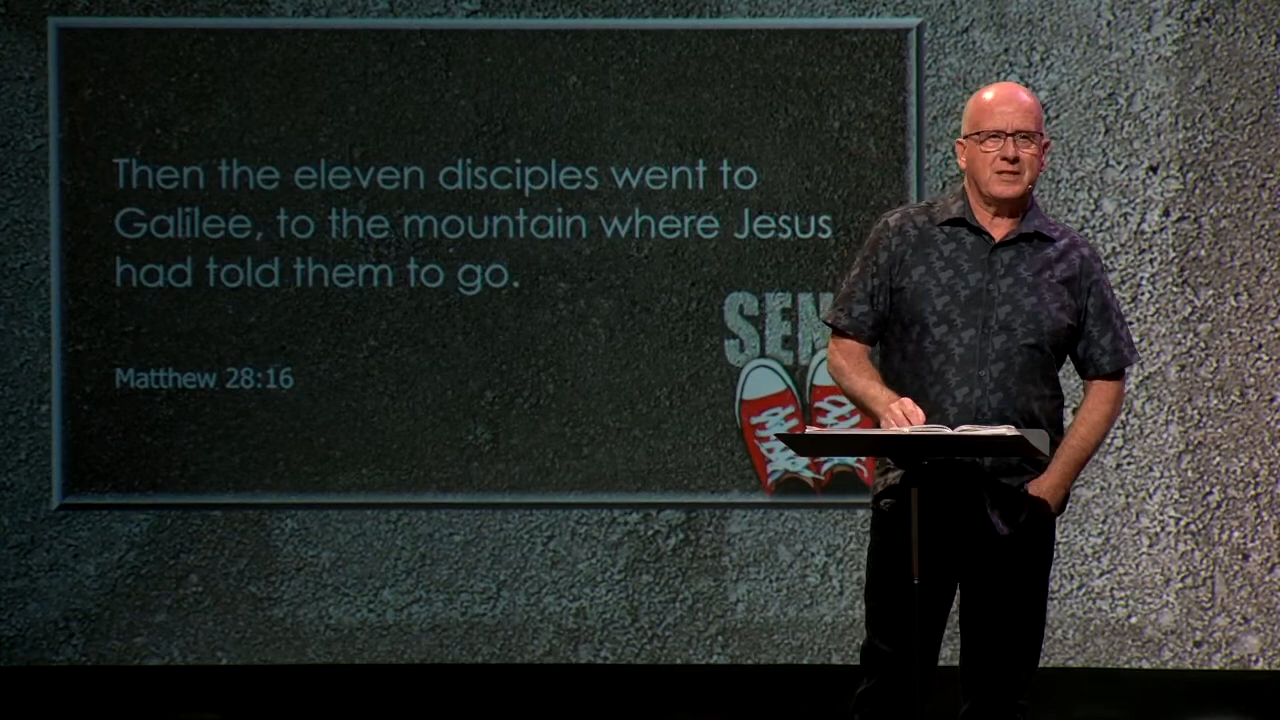 Then the eleven disciples went to
Galilee, to the mountain where Jesus
had told them to go.
Matthew 28:16
SEN